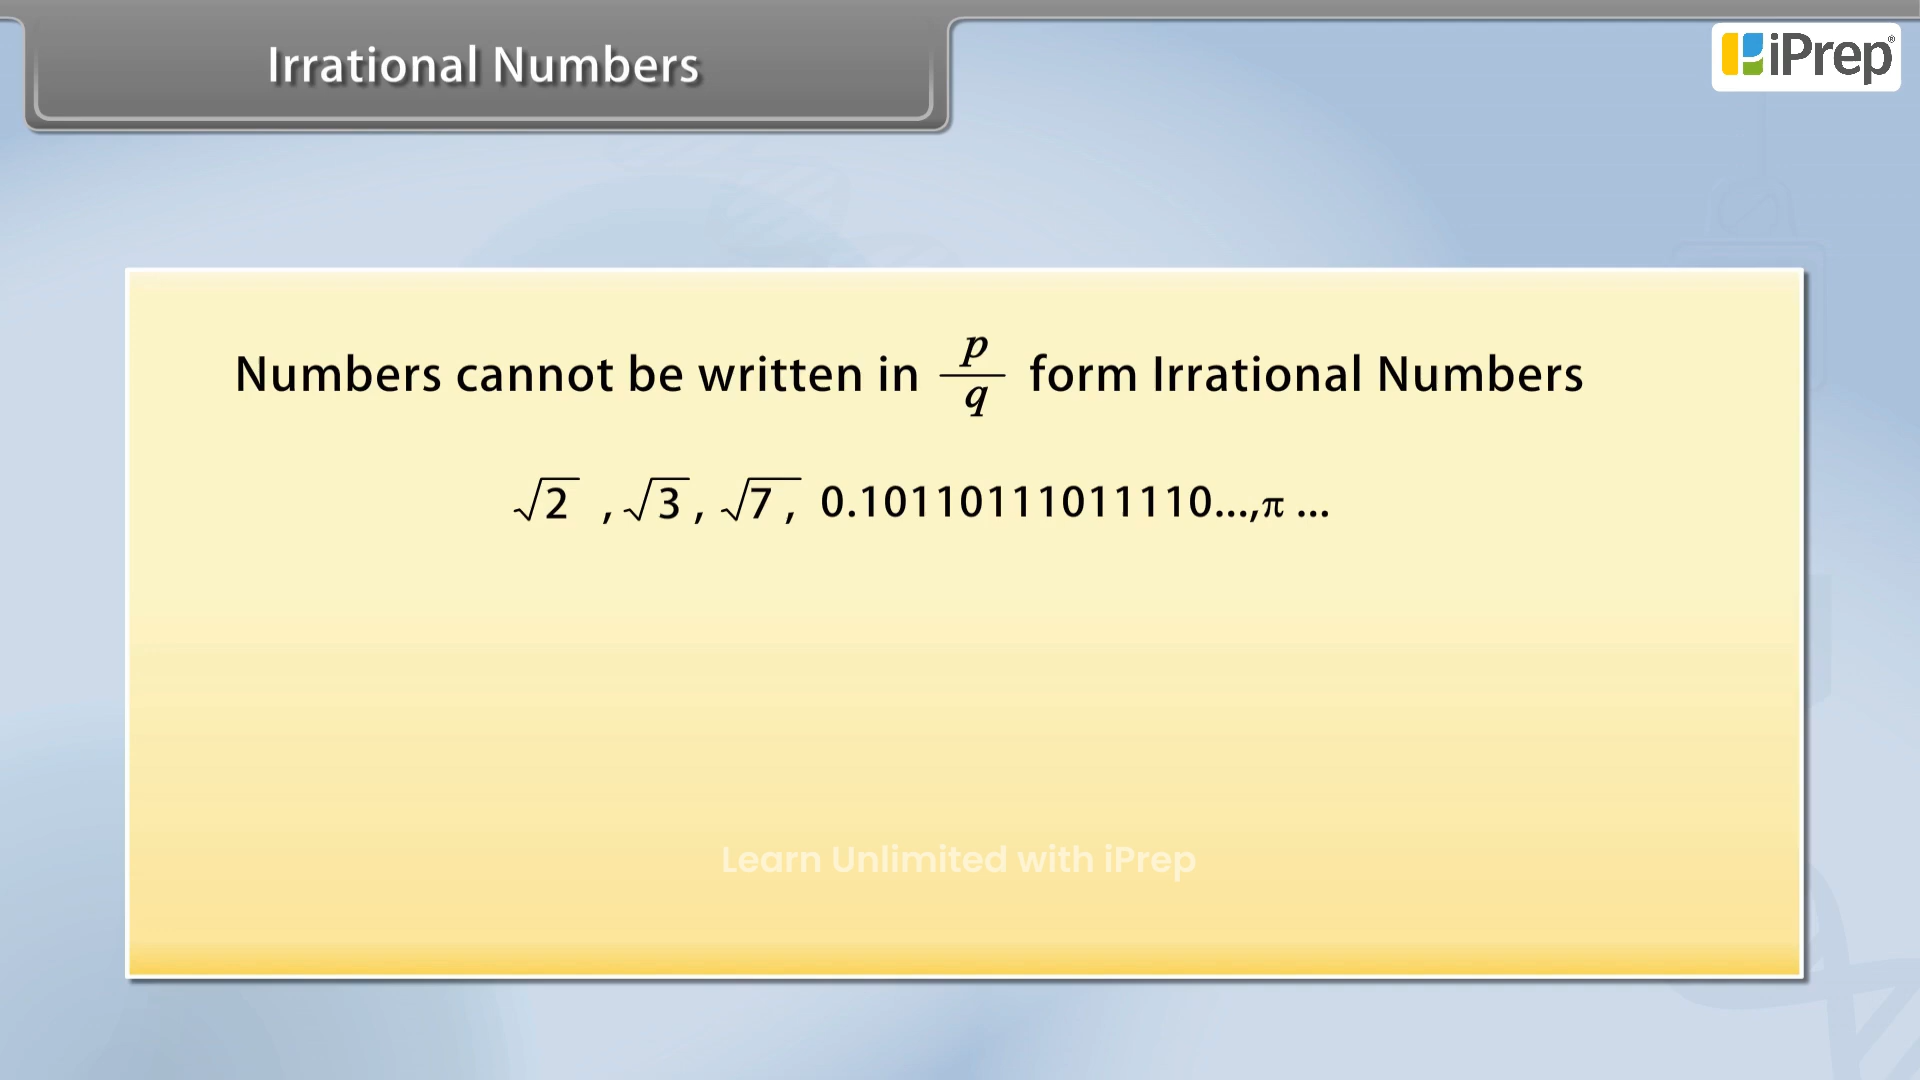 Irrational Numbers
iPrep®
Numbers cannot be written in p/q form Irrational Numbers
√2 , √3, √7, 0.10110111011110...,π ...
Learn Unlimited with iPrep